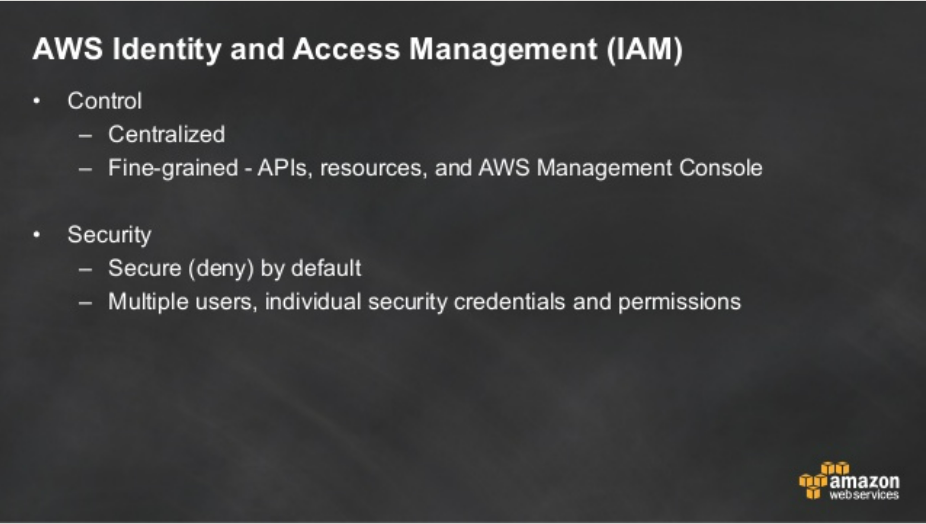 AWS Identity and Access Management (IAM)
• Control
– Centralized
– Fine-grained - APIs, resources, and AWS Management Console
• Security
– Secure (deny) by default
– Multiple users, individual security credentials and permissions
amazon
webservices